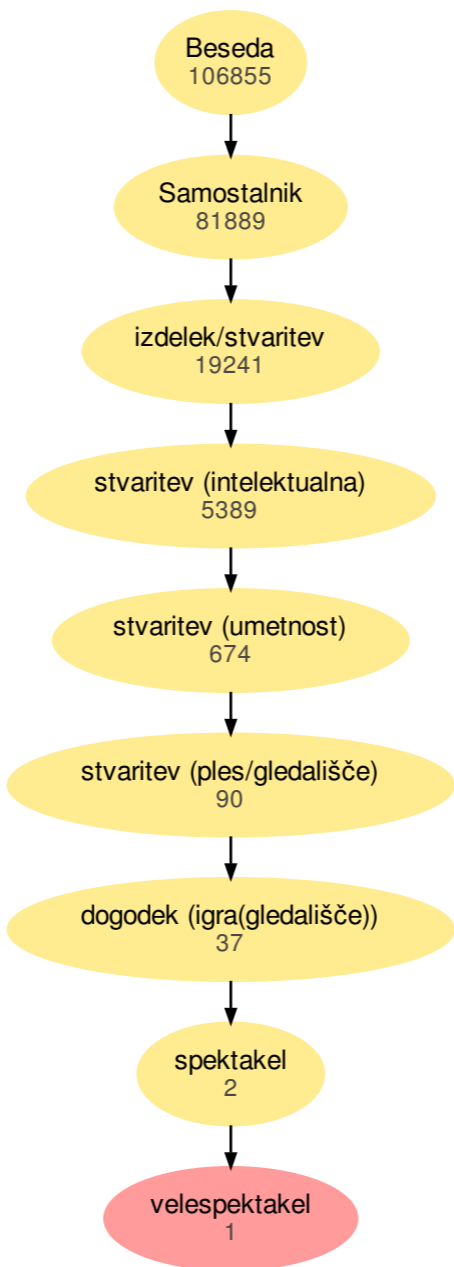 Beseda
106855
Samostalnik
81889
izdelek/stvaritev
19241
stvaritev (intelektualna)
5389
stvaritev (umetnost)
674
stvaritev (ples/gledališče)
90
dogodek (igra(gledališče))
37
spektakel
2
velespektakel
1